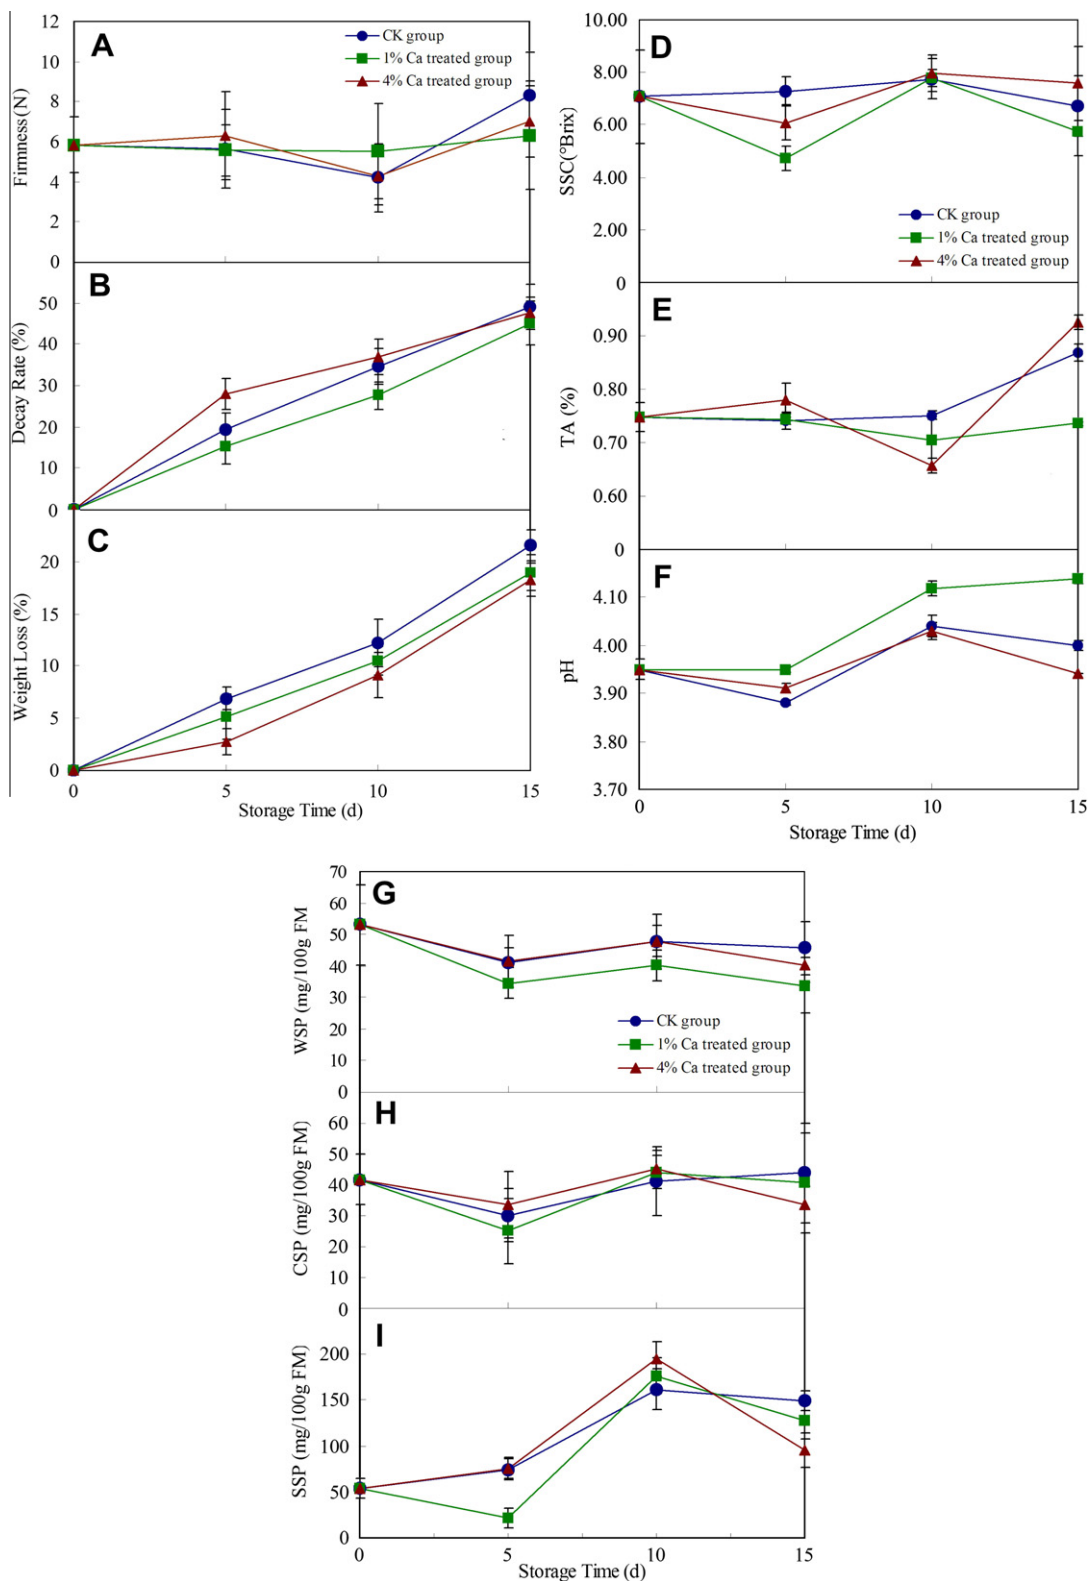 A
12
10
8
6
4
2
0
Firmness (N)
CK group
1% Ca treated group
4% Ca treated group
B
50
40
30
20
10
0
Decay Rate (%)
C
20
15
10
5
0
Weight Loss (%)
0 5 10 15
Storage Time (d)
D
10.00
8.00
6.00
4.00
2.00
0
SSC(°Brix)
CK group
1% Ca treated group
4% Ca treated group
E
0.90
0.80
0.70
0.60
0
TA (%)
F
4.10
4.00
3.90
3.80
3.70
pH
0 5 10 15
Storage Time (d)
G
70
60
50
40
30
20
10
0
WSP (mg/100g FM
CK group
1% Ca treated group
4% Ca treated group
H
60
50
40
30
20
10
0
CSP (mg/100g FM)
I
200
150
100
50
0
SSP (mg/100g FM)
0 5 10 15
Storage Time (d)